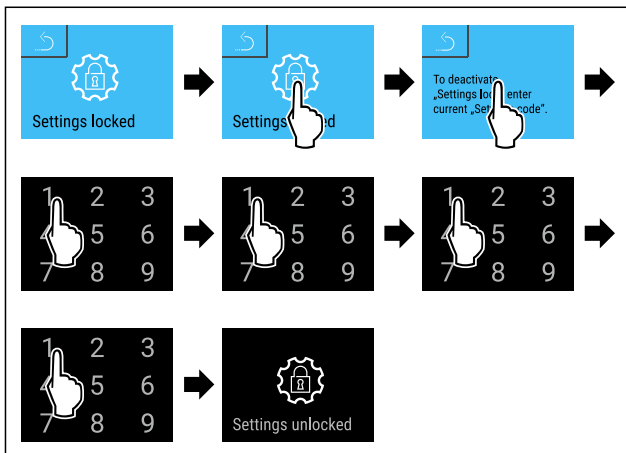 Settings locked
Settings
To deactivate
„Settings enter
current code".
1 2 3
5 6
7 8 9
1 2 3
5 6
7 8 9
1 2 3
5 6
7 8 9
1 2 3
5 6
7 8 9
Settings unlocked